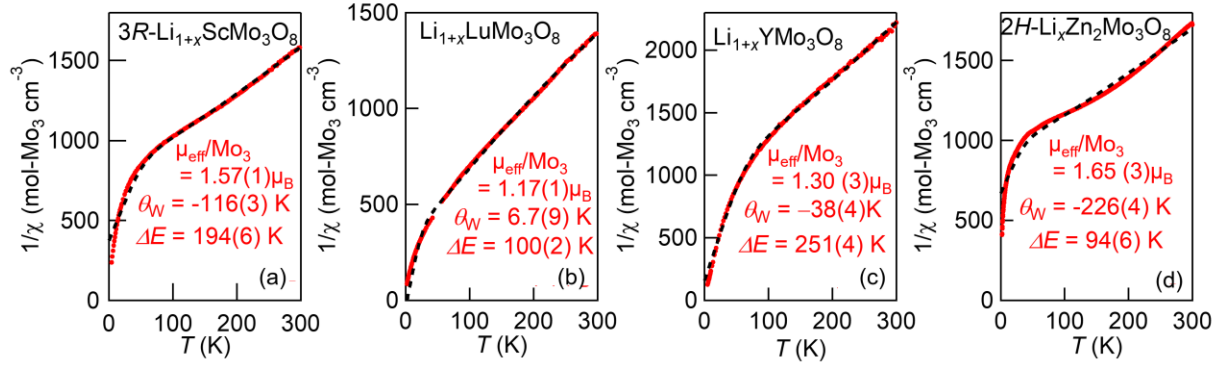 3R-Li1+xScMo3O8
1/χ (mol-Mo3 cm-3)
1500
1000
500
0
μeff/Mo3
= 1.57(1)μB
θW = -116(3) K
ΔE = 194(6) K
(a)
0 100 200 300
T (K)
Li1+xLuMo3O8
1/χ (mol-Mo3 cm-3)
1500
1000
500
0
μeff/Mo3
= 1.17(1)μB
θW = 6.7(9) K
ΔE = 100(2) K
(b)
0 100 200 300
T (K)
Li1+xYMo3O8
1/χ (mol-Mo3 cm-3)
2000
1500
1000
500
0
μeff/Mo3
= 1.30 (3)μB
θW = −38(4)K
ΔE = 251(4) K
(c)
0 100 200 300
T (K)
2H-LixZn2Mo3O8
1/χ (mol-Mo3 cm-3)
1500
1000
500
0
μeff/Mo3
= 1.65 (3)μB
θW = -226(4) K
ΔE = 94(6) K
(d)
0 100 200 300
T (K)